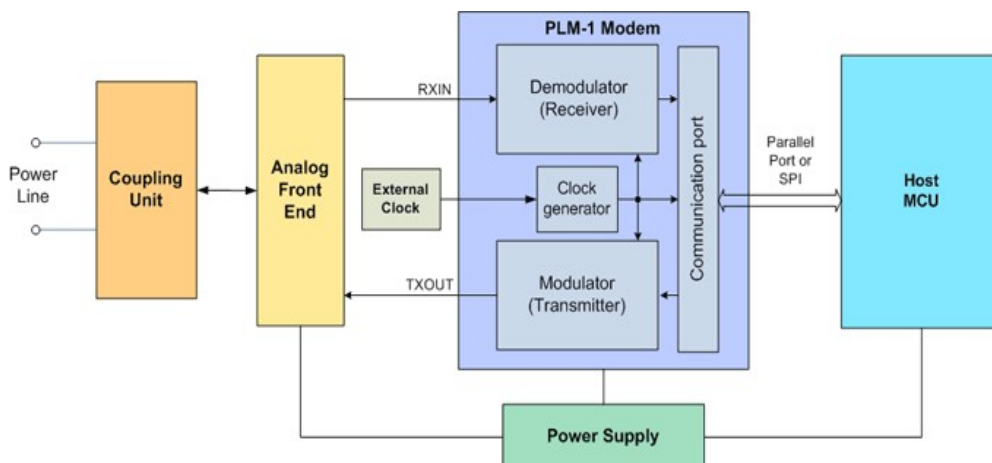 PLM-1 Modem
Power
Line
Coupling
Unit
Analog
Front
End
RXIN
External
Clock
TXOUT
Demodulator
(Receiver)
Clock
generator
Modulator
(Transmitter)
Communication port
Parallel
Port or
SPI
Host
MCU
Power Supply